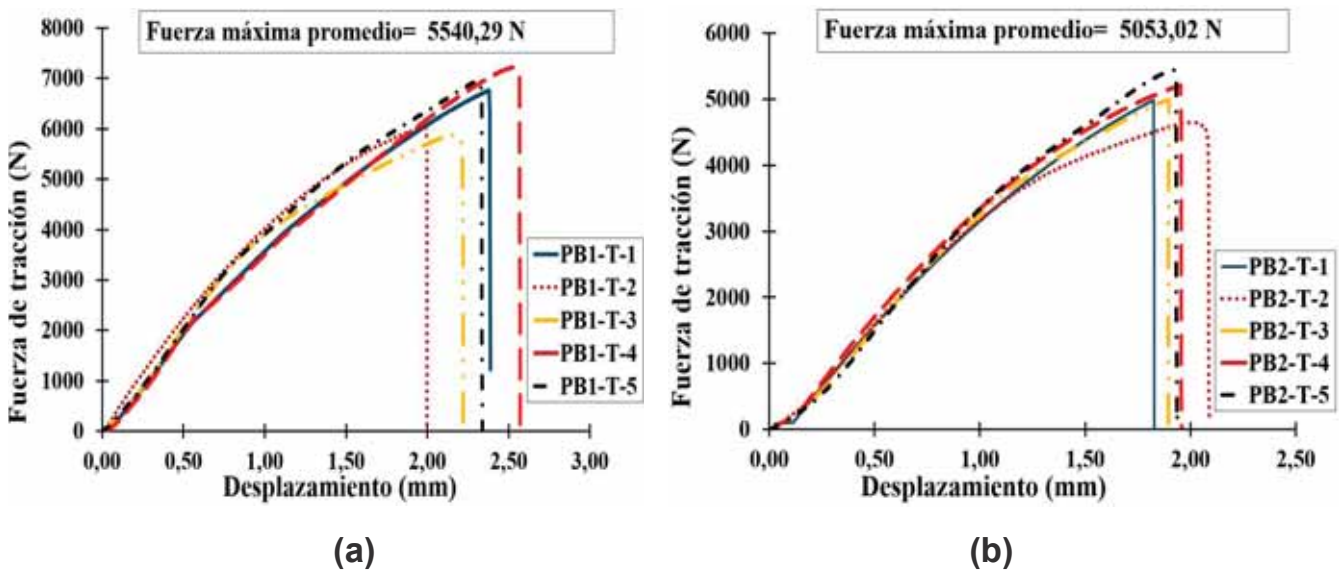 Fuerza máxima promedio= 5540,29 N
8000
7000
6000
5000
4000
3000
2000
1000
0
Fuerza de tracción (N)
PB1-T-1
PB1-T-2
PB1-T-3
PB1-T-4
PB1-T-5
0,00 0,50 1,00 1,50 2,00 2,50 3,00
Desplazamiento (mm)
(a)
Fuerza máxima promedio= 5053,02 N
6000
5000
4000
3000
2000
1000
0
Fuerza de tracción (N)
PB2-T-1
PB2-T-2
PB2-T-3
PB2-T-4
PB2-T-5
0,00 0,50 1,00 1,50 2,00 2,50
Desplazamiento (mm)
(b)